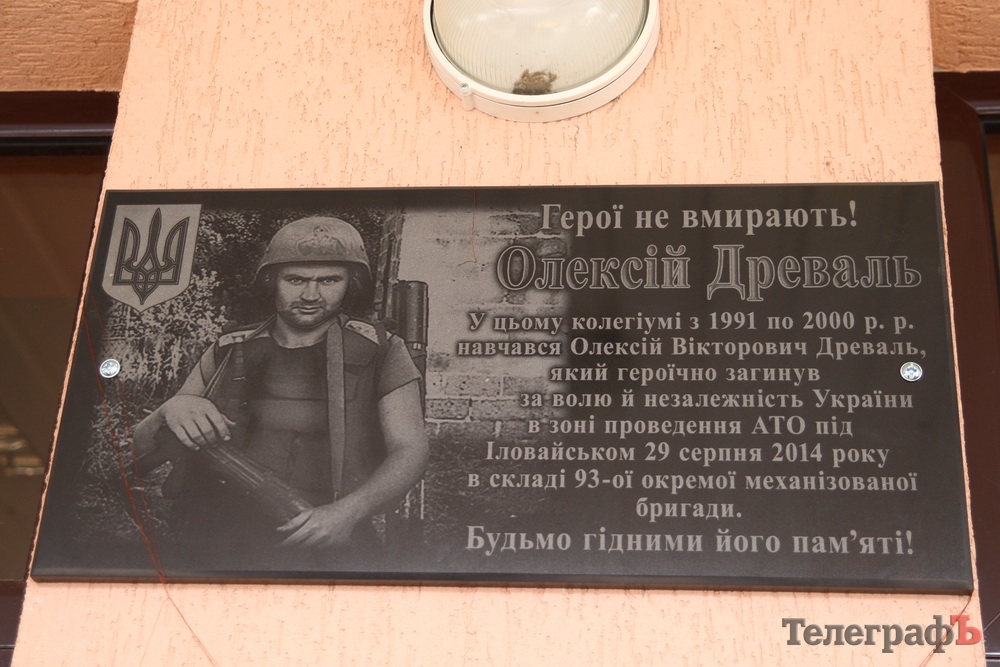 Герої не вмирають!
Олексій Древаль
У цьому колегіумі з 1991 по 2000 р. р.
навчався Олексій Вікторович Древаль,
який героїчно загинув
за волю й незалежність України
в зоні проведення АТО під
Іловайськом 29 серпня 2014 року
в складі 93-ої окремої механізованої
бригади.
Будьмо гідними його пам’яті!
ТелеграфЪ